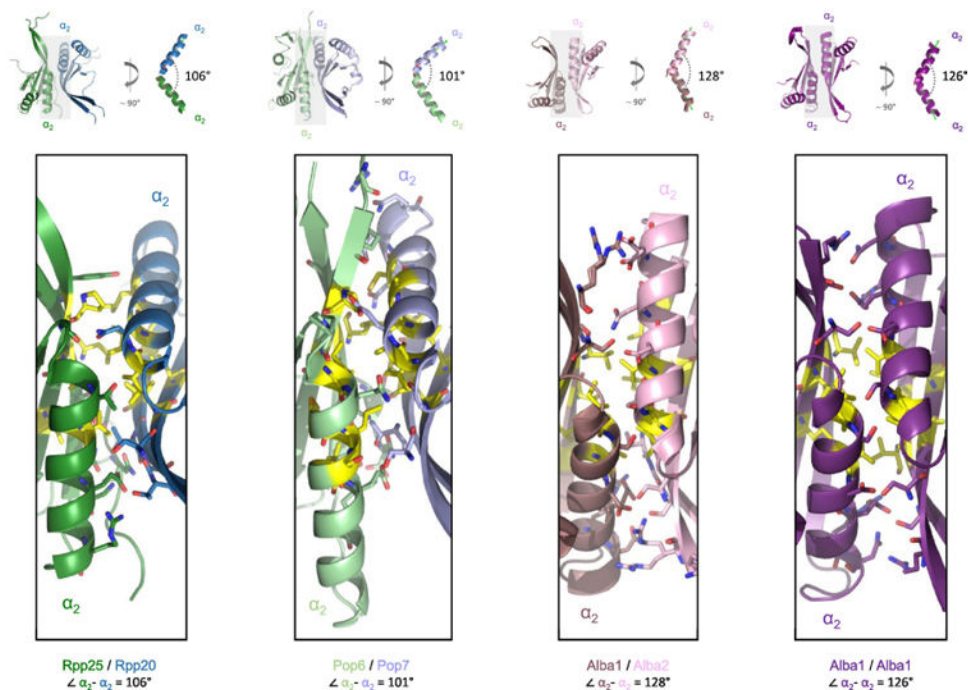 α₂ α₂ α₂ α₂ α₂ α₂ α₂ α₂
106° 101° 128° 126°
~ 90° ~ 90° ~ 90° ~ 90°
α₂ α₂ α₂ α₂ α₂ α₂ α₂ α₂
α₂ α₂ α₂ α₂
α₂ α₂ α₂ α₂
Rpp25 / Rpp20 Pop6 / Pop7 Alba1 / Alba2 Alba1 / Alba1
∠ α₂- α₂ = 106° ∠ α₂- α₂ = 101° ∠ α₂- α₂ = 128° ∠ α₂- α₂ = 126°